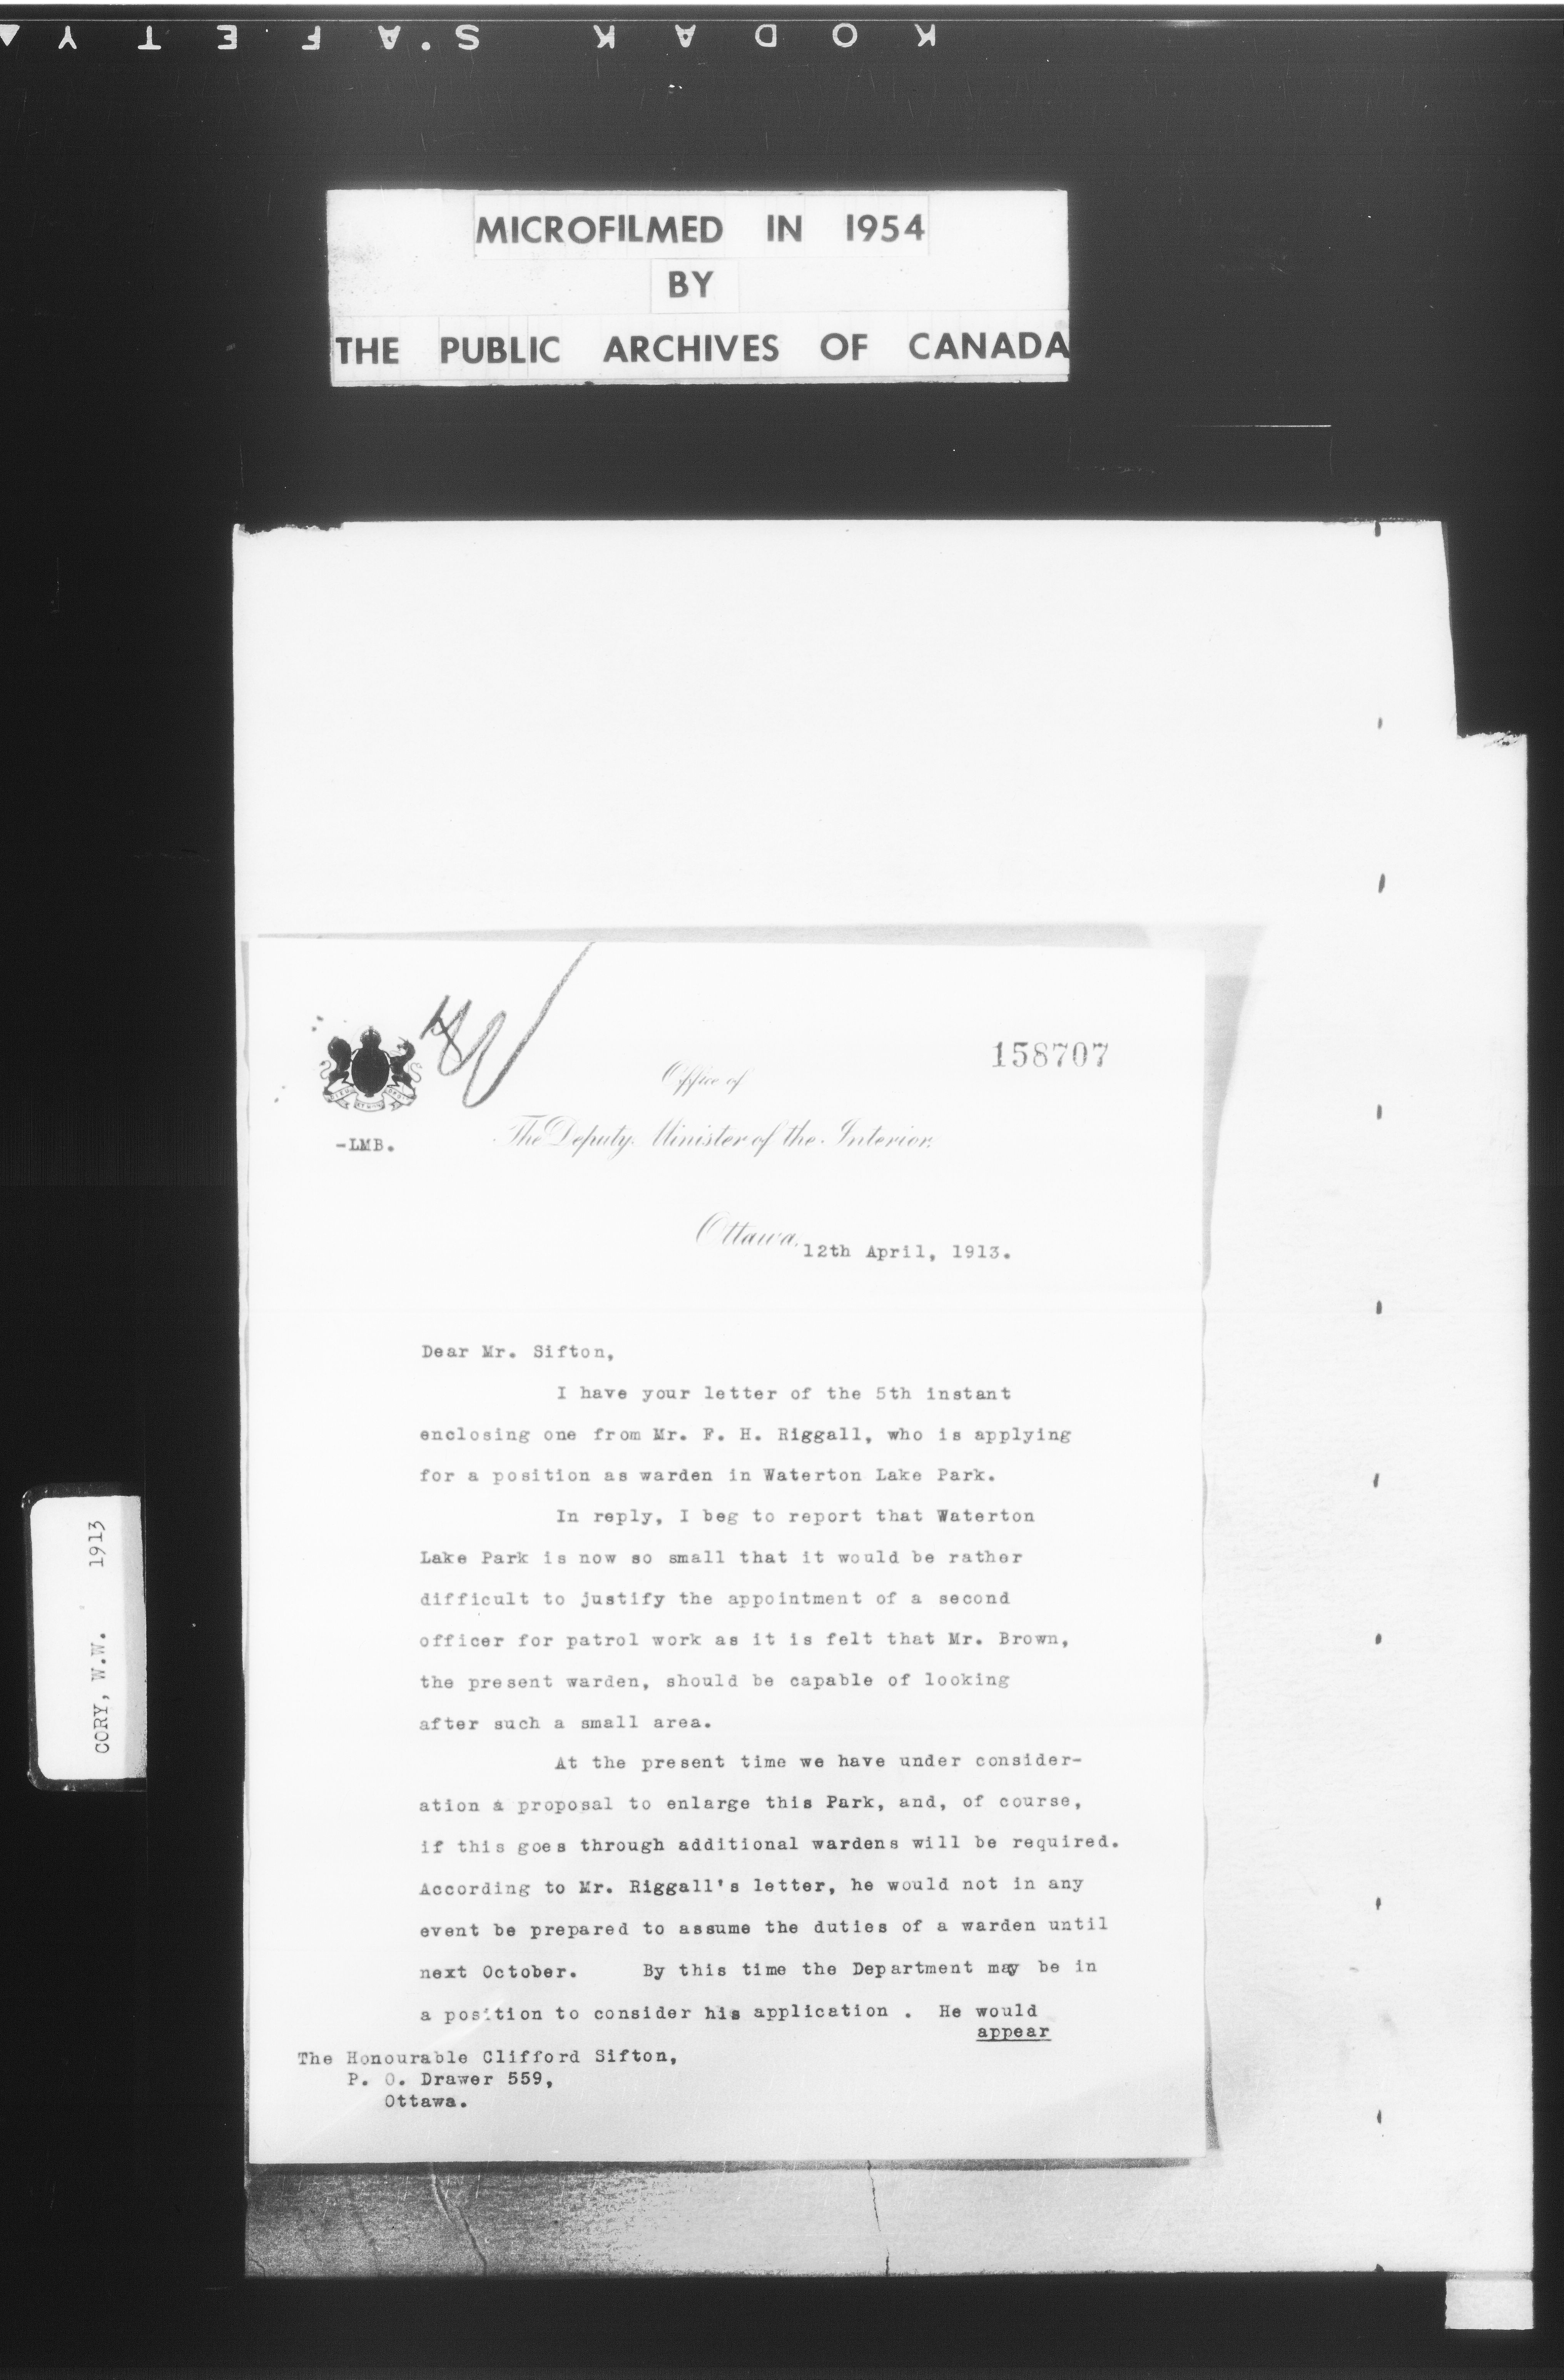 KODAK S.AFETY
MICROFILMED IN 1954
BY
THE PUBLIC ARCHIVES OF CANADA
158707
Office of
-LMB.
The Deputy Minister of the Interior.
Ottawa, 12th April, 1913.
Dear Mr. Sifton,
I have your letter of the 5th instant
enclosing one from Mr. F. H. Riggall, who is applying
for a position as warden in Waterton Lake Park.
In reply, I beg to report that Waterton
Lake Park is now so small that it would be rather
difficult to justify the appointment of a second
officer for patrol work as it is felt that Mr. Brown,
the present warden, should be capable of looking
after such a small area.
At the present time we have under consider-
ation a proposal to enlarge this Park, and, of course,
if this goes through additional wardens will be required.
According to Mr. Riggall's letter, he would not in any
event be prepared to assume the duties of a warden until
next October. By this time the Department may be in
a position to consider his application . He would
appear
The Honourable Clifford Sifton,
P. O. Drawer 559,
Ottawa.
CORY, W.W. 1913